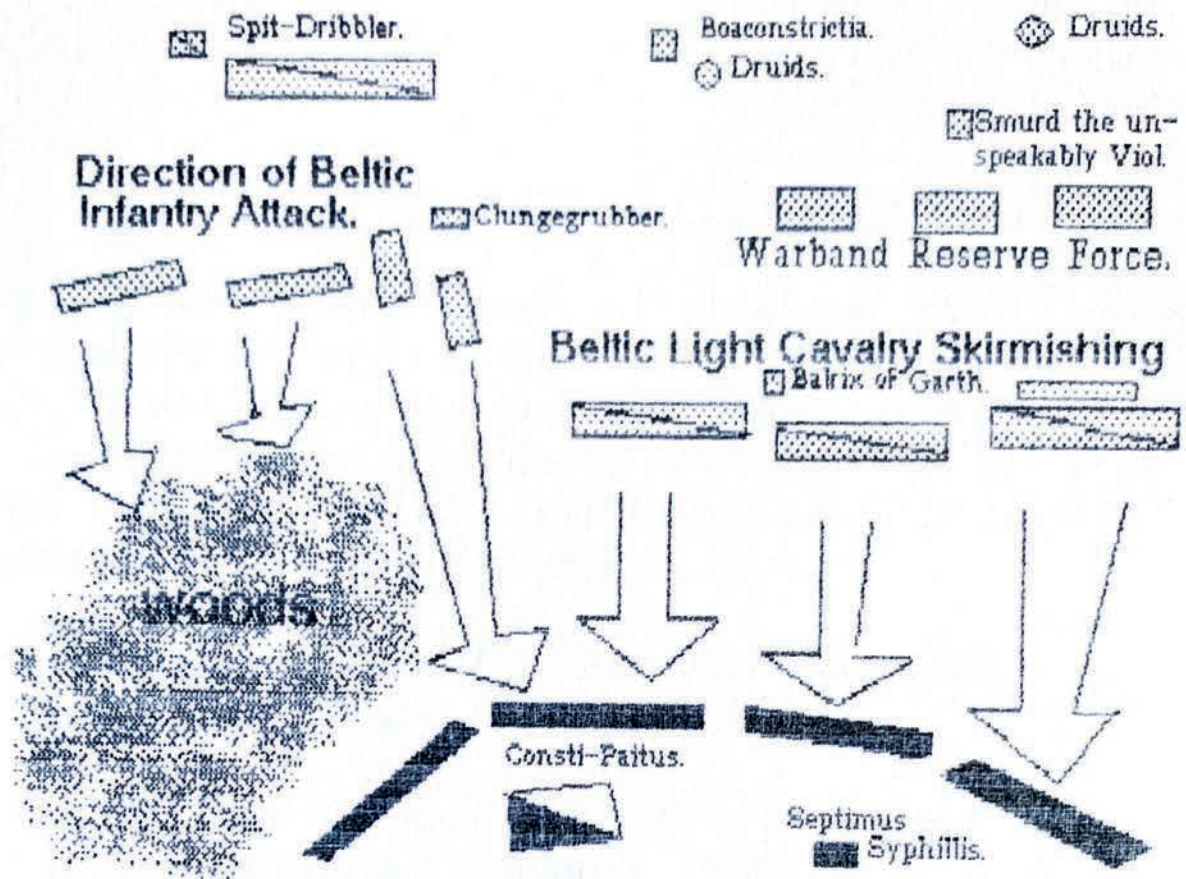 Spit-Dribbler.
Boaconstrictia.
Druids.
Druids.
Smurd the un-
speakably Viol.
Direction of Beltic
Infantry Attack.
Clungegrubber.
Warband Reserve Force.
Beltic Light Cavalry Skirmishing
Balrix of Garth.
Woods
Consti-Paitus.
Septimus
Syphillis.